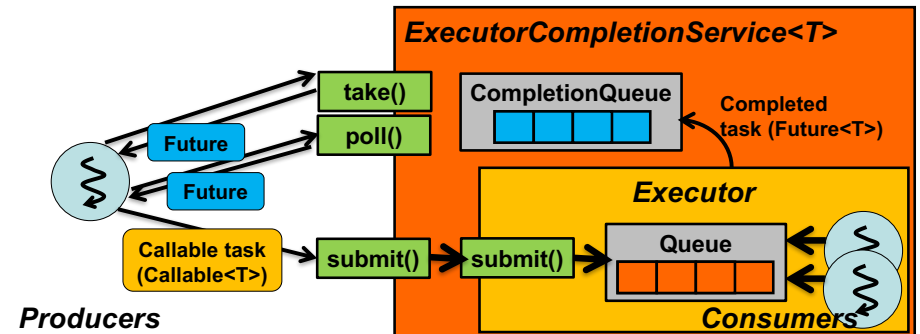 ExecutorCompletionService<T>
take()
CompletionQueue
Completed
task (Future<T>)
Future
poll()
Future
Executor
Callable task
(Callable<T>)
submit()
submit()
Queue
Producers
Consumers